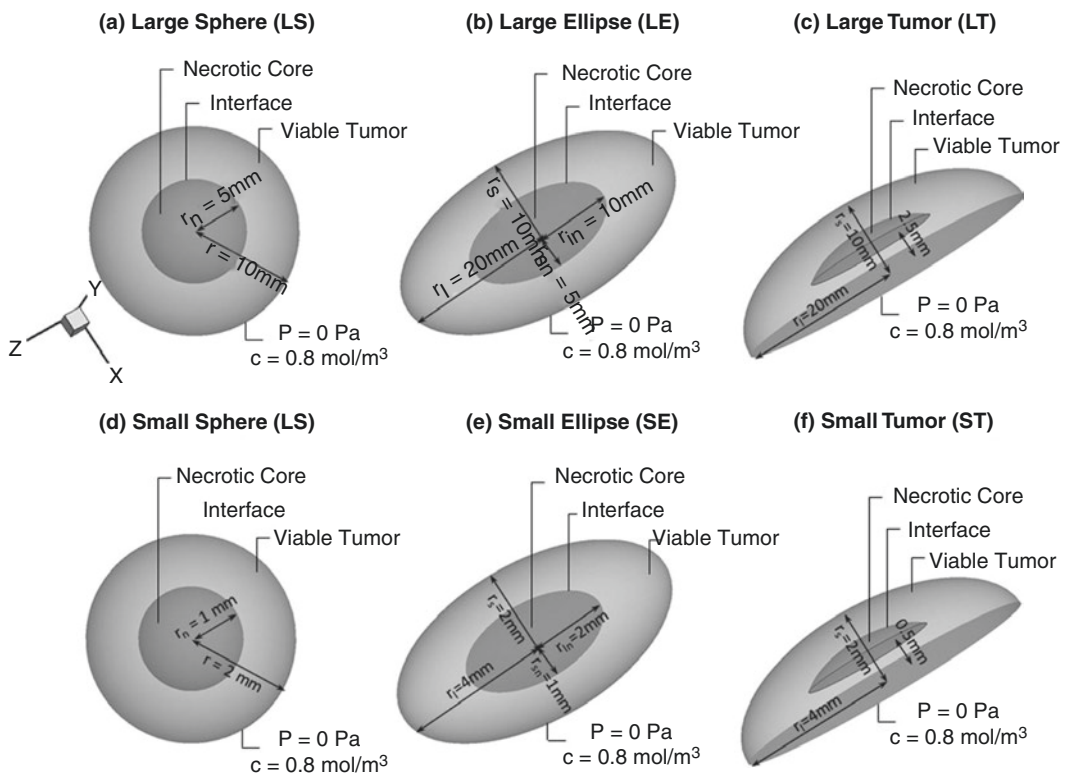 (a) Large Sphere (LS)
Necrotic Core
Interface
Viable Tumor
rn = 5mm
r = 10mm
Y
Z
X
P = 0 Pa
c = 0.8 mol/m3
(b) Large Ellipse (LE)
Necrotic Core
Interface
Viable Tumor
rs = 10mm
rin = 10mm
rl = 20mm
n = 5mm
P = 0 Pa
c = 0.8 mol/m3
(c) Large Tumor (LT)
Necrotic Core
Interface
Viable Tumor
rs=10mm
2.5mm
rl=20mm
P = 0 Pa
c = 0.8 mol/m3
(d) Small Sphere (LS)
Necrotic Core
Interface
Viable Tumor
rn = 1 mm
r = 2 mm
P = 0 Pa
c = 0.8 mol/m3
(e) Small Ellipse (SE)
Necrotic Core
Interface
Viable Tumor
rs=2mm
rln=2mm
rl=4mm
rsn=1mm
P = 0 Pa
c = 0.8 mol/m3
(f) Small Tumor (ST)
Necrotic Core
Interface
Viable Tumor
rs=2mm
0.5mm
rl=4mm
P = 0 Pa
c = 0.8 mol/m3